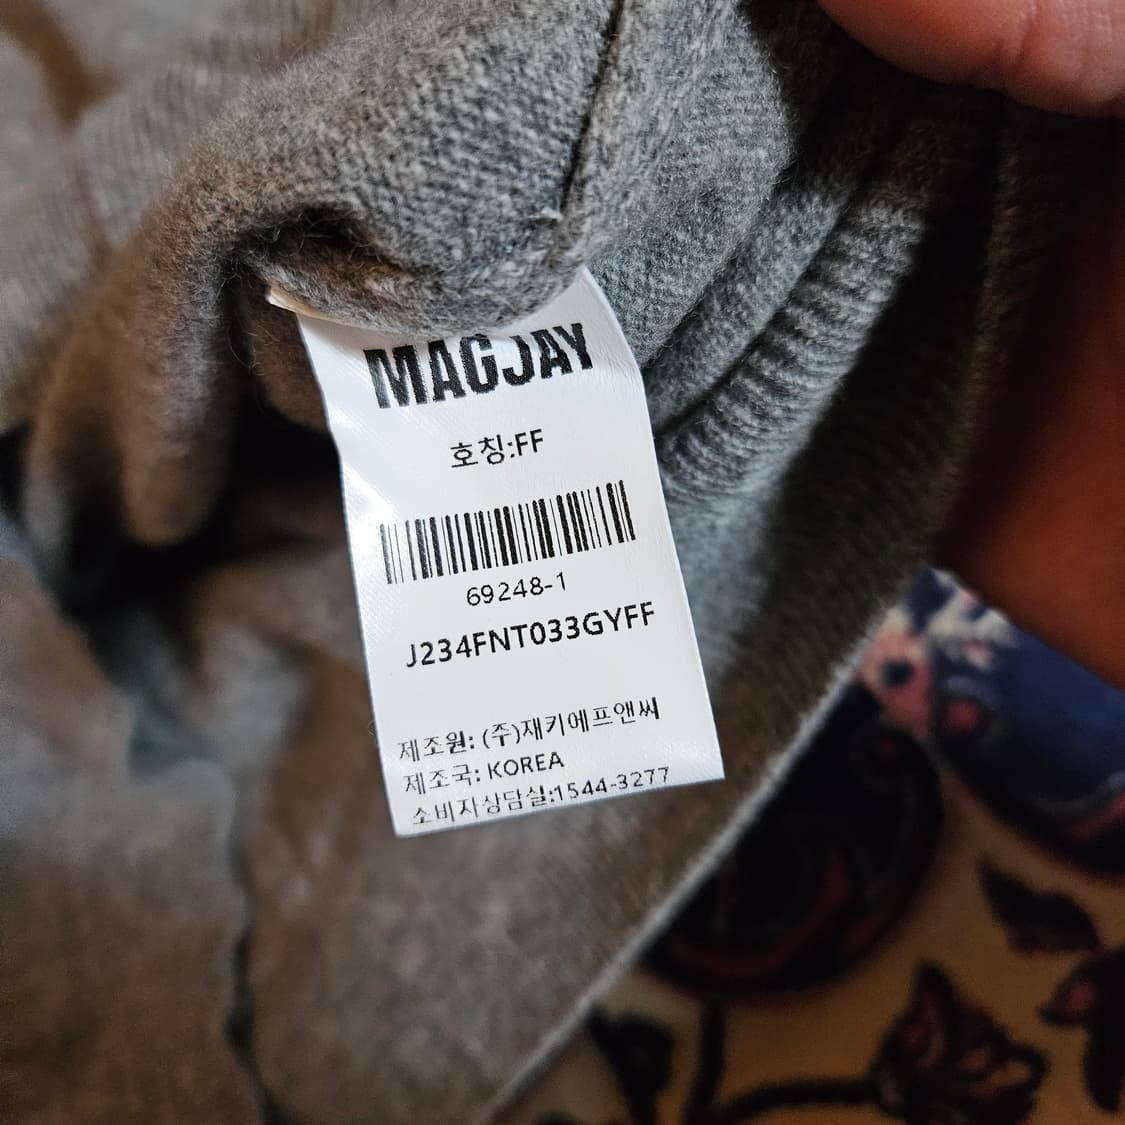 MAGJAY
호칭:FF
69248-1
J234FNT033GYFF
제조원: (주)재키에프앤씨
제조국: KOREA
소비자상담실:1544-3277